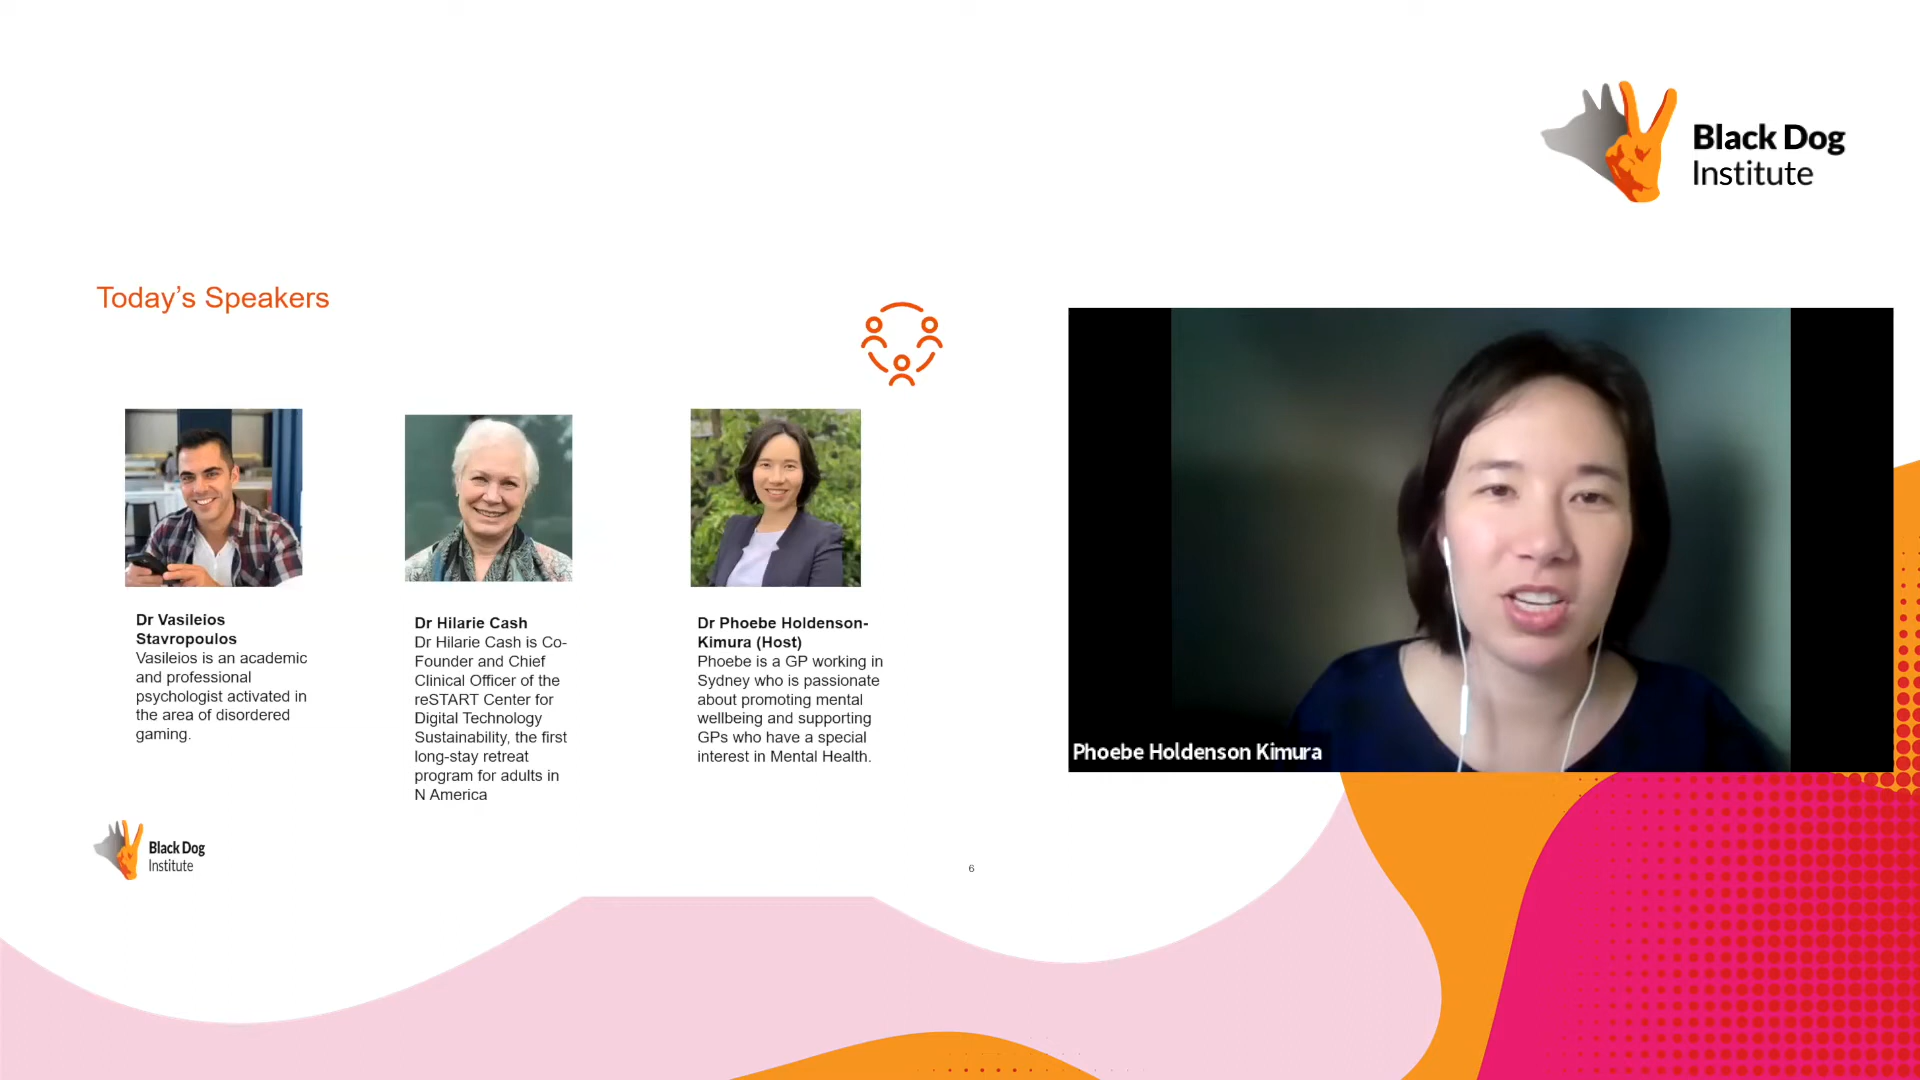 Black Dog
Institute
Today’s Speakers
Dr Vasileios
Stavropoulos
Vasileios is an academic
and professional
psychologist activated in
the area of disordered
gaming.
Dr Hilarie Cash
Dr Hilarie Cash is Co-
Founder and Chief
Clinical Officer of the
reSTART Center for
Digital Technology
Sustainability, the first
long-stay retreat
program for adults in
N America
Dr Phoebe Holdenson-
Kimura (Host)
Phoebe is a GP working in
Sydney who is passionate
about promoting mental
wellbeing and supporting
GPs who have a special
interest in Mental Health.
Phoebe Holdenson Kimura
Black Dog
Institute
6